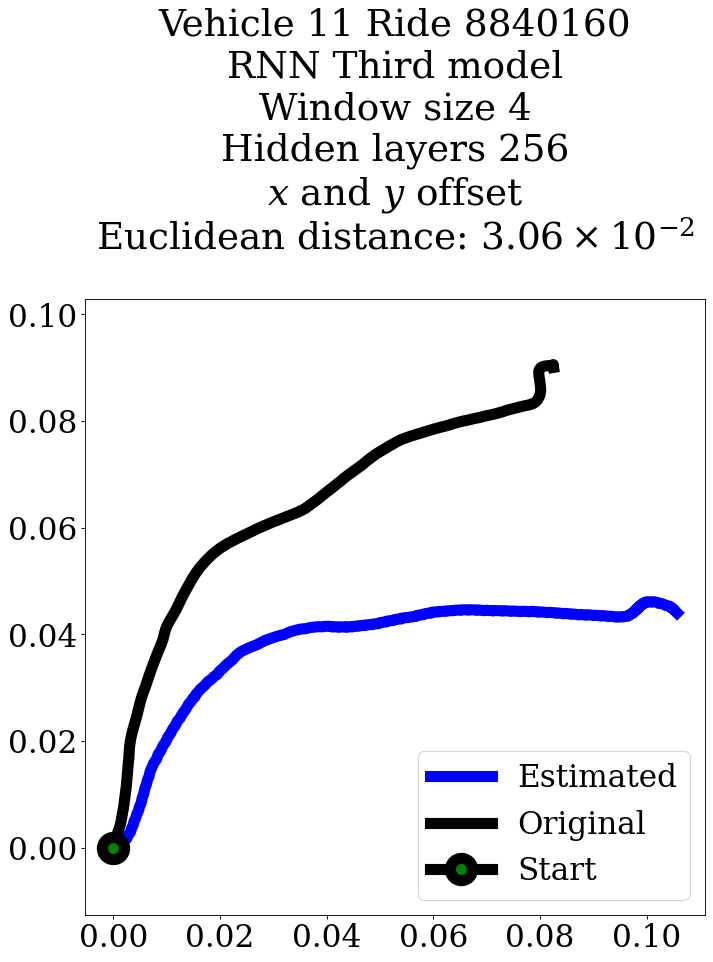 Vehicle 11 Ride 8840160
RNN Third model
Window size 4
Hidden layers 256
x and y offset
Euclidean distance: 3.06 × 10⁻²
0.10
0.08
0.06
0.04
0.02
0.00
Estimated
Original
Start
0.00 0.02 0.04 0.06 0.08 0.10